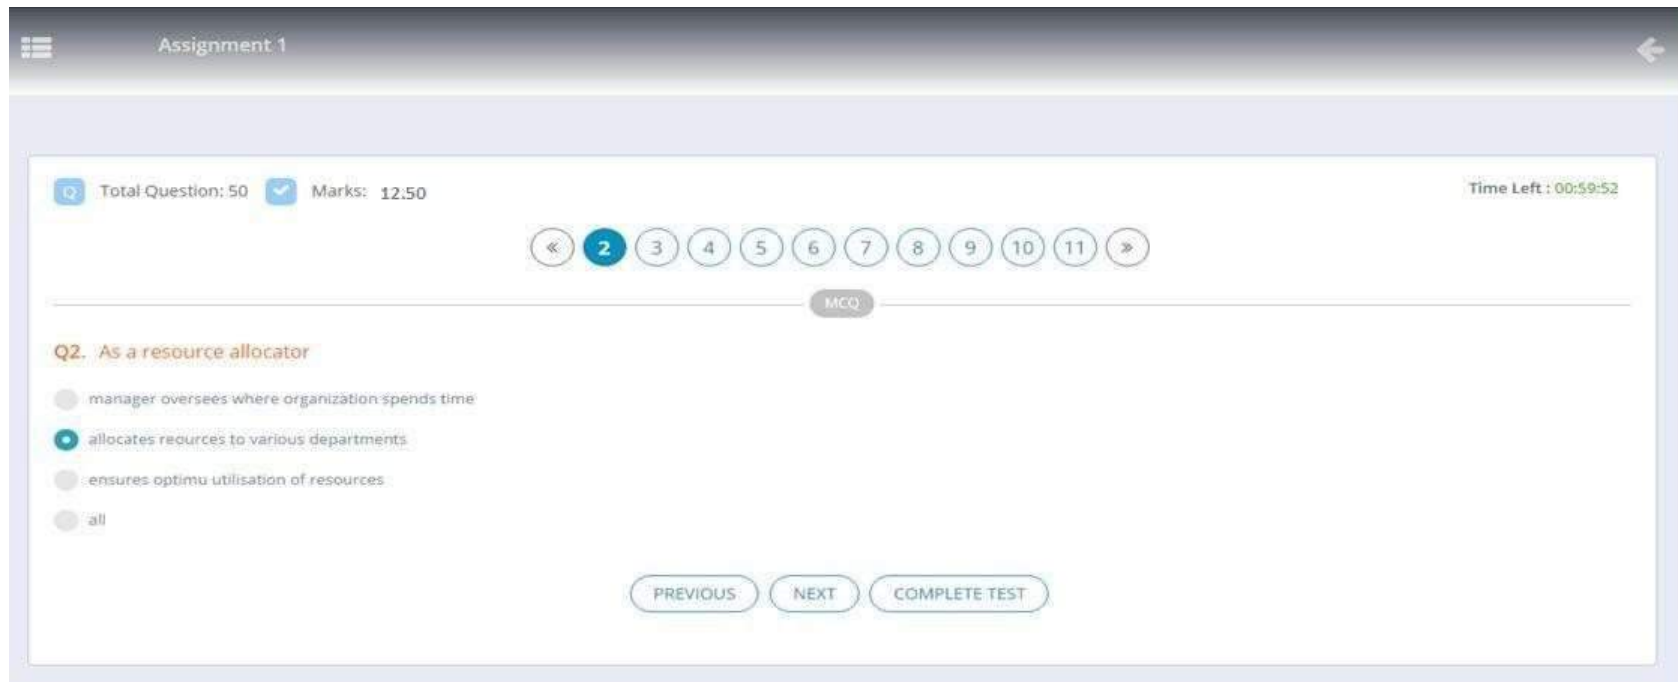 Assignment 1
Q Total Question: 50 Marks: 12.50 Time Left : 00:59:52
« 2 3 4 5 6 7 8 9 10 11 »
MCQ
Q2. As a resource allocator
manager oversees where organization spends time
allocates reources to various departments
ensures optimu utilisation of resources
all
PREVIOUS NEXT COMPLETE TEST